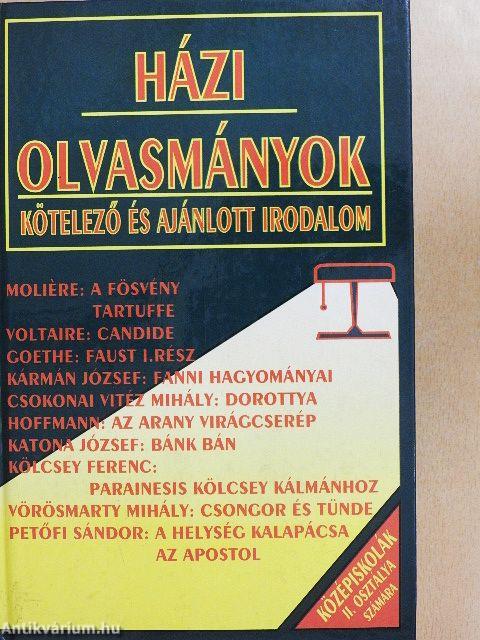 HÁZI
OLVASMÁNYOK
KÖTELEZŐ ÉS AJÁNLOTT IRODALOM
MOLIÈRE: A FÖSVÉNY
TARTUFFE
VOLTAIRE: CANDIDE
GOETHE: FAUST I.RÉSZ
KÁRMÁN JÓZSEF: FANNI HAGYOMÁNYAI
CSOKONAI VITÉZ MIHÁLY: DOROTTYA
HOFFMANN: AZ ARANY VIRÁGCSERÉP
KATONA JÓZSEF: BÁNK BÁN
KÖLCSEY FERENC:
PARAINESIS KÖLCSEY KÁLMÁNHOZ
VÖRÖSMARTY MIHÁLY: CSONGOR ÉS TÜNDE
PETŐFI SÁNDOR: A HELYSÉG KALAPÁCSA
AZ APOSTOL
KÖZÉPISKOLÁK
II. OSZTÁLYA
SZÁMÁRA
Antikvárium.hu